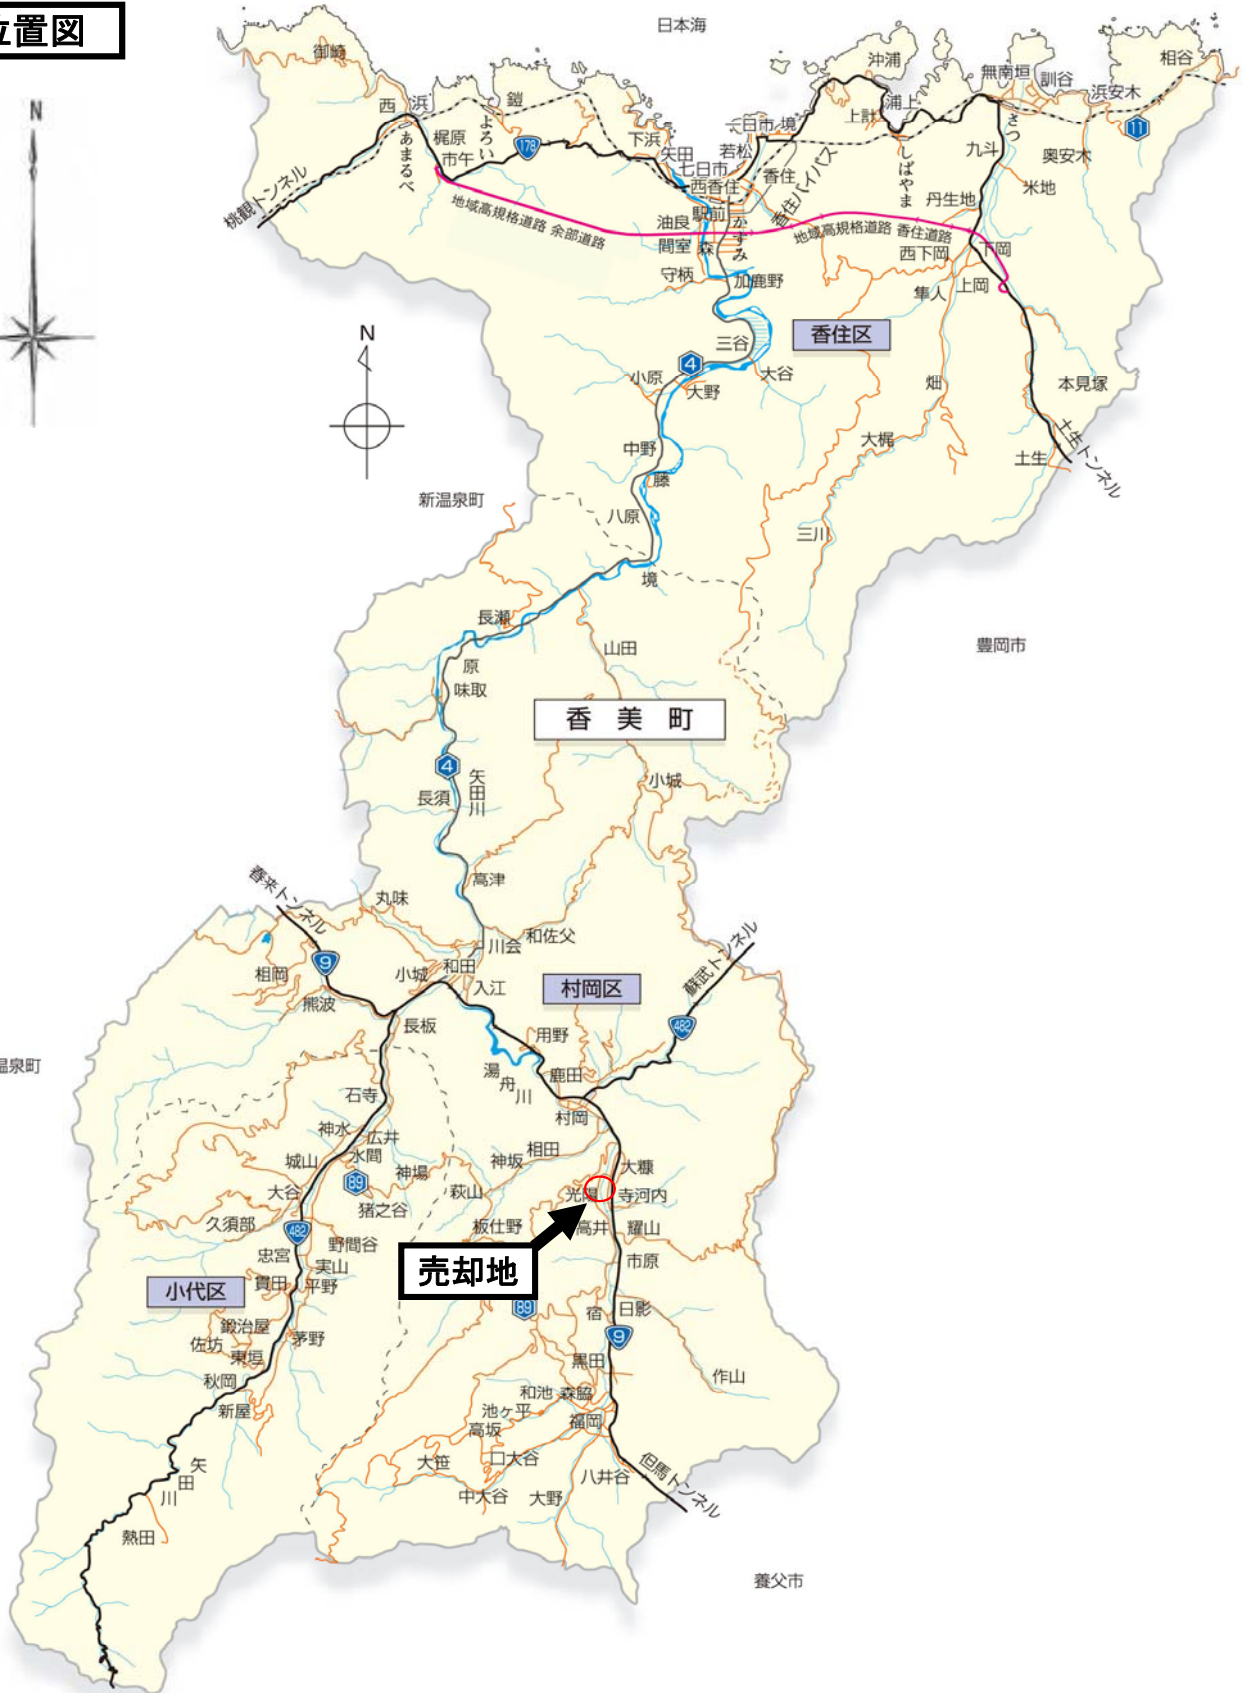 位置図
日本海
N
御崎
西
浜
鎧
よろい
あまるべ
梶原
市午
178
下浜
矢田
七日市
若松
一日市
境
沖浦
上計
浦上
無南垣
訓谷
浜安木
相谷
11
さつ
九斗
奥安木
米地
しばやま
丹生地
香住
香住バイパス
西香住
駅前
かすみ
桃観トンネル
地域高規格道路 余部道路
地域高規格道路 香住道路
油良
間室
森
守柄
加鹿野
西下岡
下岡
隼人
上岡
香住区
三谷
4
小原
大野
大谷
畑
本見塚
大梶
土生
土生トンネル
N
中野
藤
八原
新温泉町
三川
境
長瀬
山田
豊岡市
原
味取
香美町
4
矢田川
長須
小城
高津
春来トンネル
丸味
川会
和佐父
和田
小城
入江
9
柤岡
熊波
村岡区
蘇武トンネル
482
長板
用野
湯舟川
鹿田
温泉町
石寺
村岡
神水
広井
水間
城山
神場
神坂
相田
大糠
89
大谷
猪之谷
萩山
光陽
寺河内
久須部
482
板仕野
高井
耀山
野間谷
忠宮
実山
市原
売却地
小代区
貫田
平野
89
宿
日影
鍛治屋
茅野
9
佐坊
東垣
黒田
秋岡
作山
和池
森脇
新屋
池ヶ平
福岡
高坂
大笹
口大谷
但馬トンネル
矢田川
中大谷
大野
八井谷
熱田
養父市